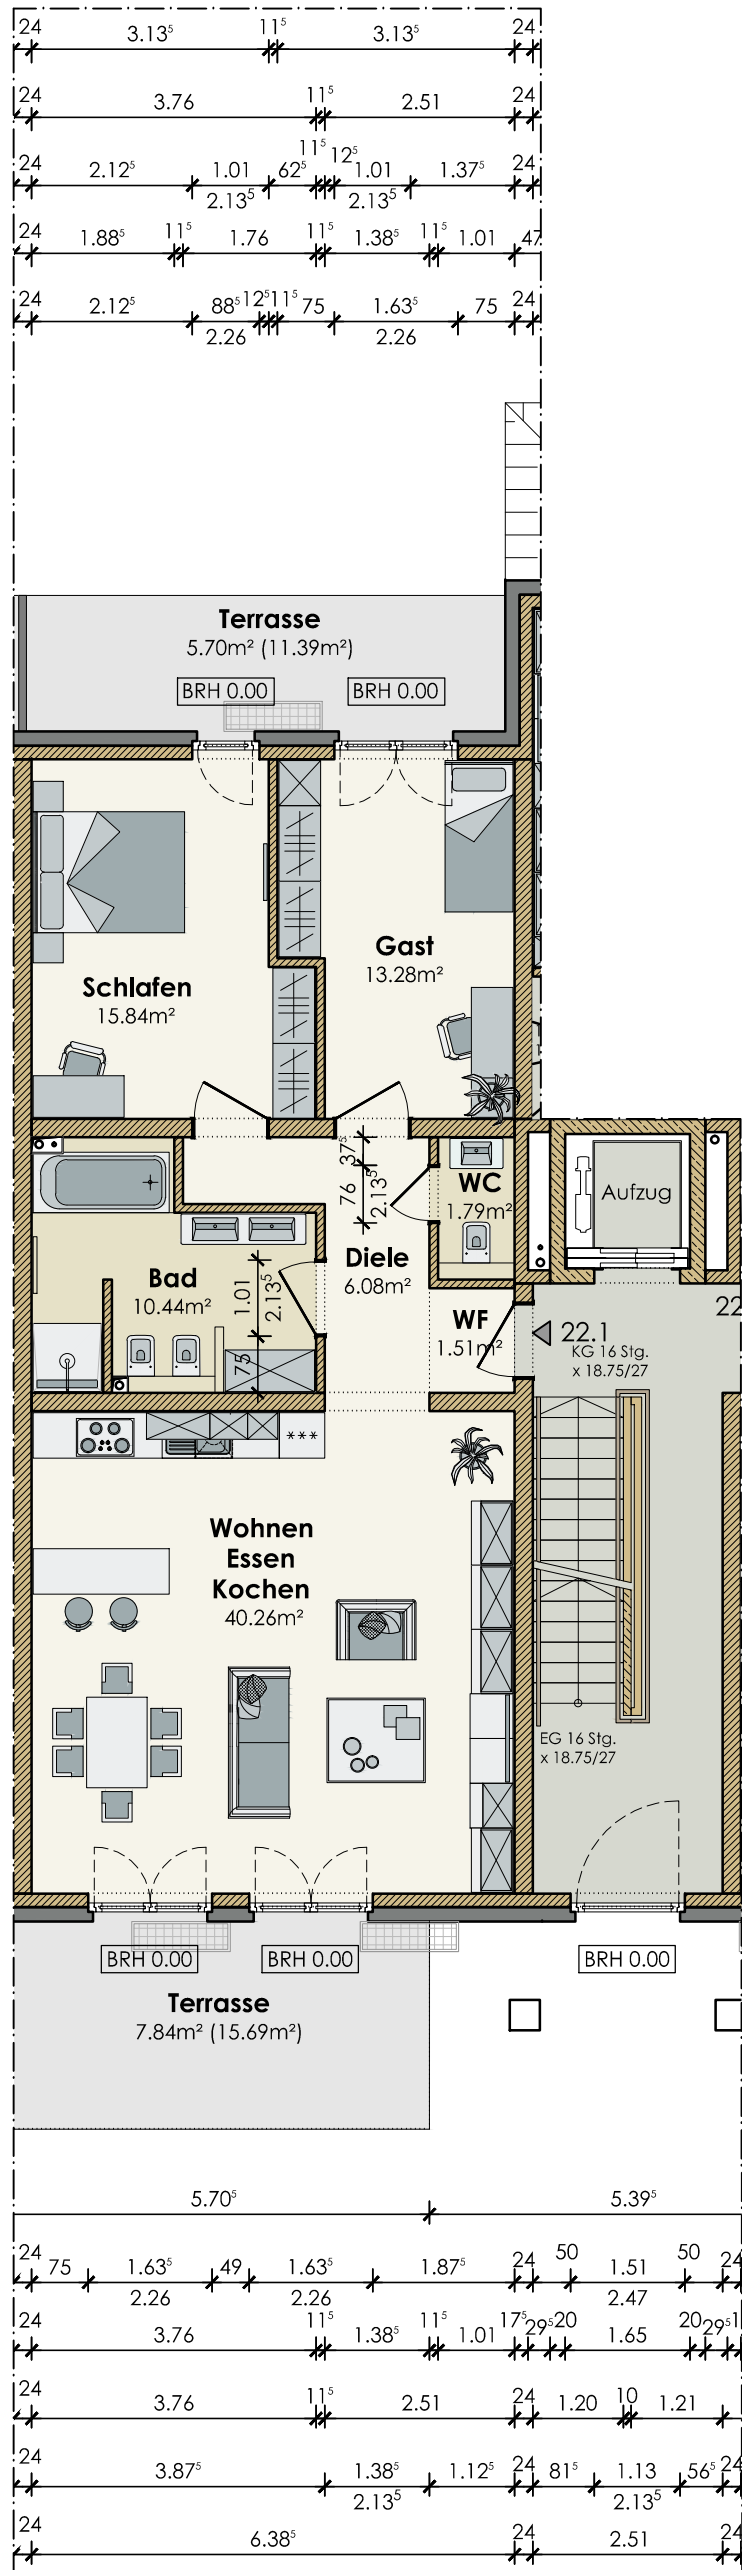 24 3.13⁵ 11⁵ 3.13⁵ 24
24 3.76 11⁵ 2.51 24
24 2.12⁵ 1.01 62⁵ 11⁵ 12⁵ 1.01 1.37⁵ 24
2.13⁵ 2.13⁵
24 1.88⁵ 11⁵ 1.76 11⁵ 1.38⁵ 11⁵ 1.01 47
24 2.12⁵ 88⁵ 12⁵ 11⁵ 75 1.63⁵ 75 24
2.26 2.26
Terrasse
5.70m² (11.39m²)
BRH 0.00 BRH 0.00
Gast
13.28m²
Schlafen
15.84m²
37⁵
76
2.13⁵
WC
1.79m²
Aufzug
Diele
6.08m²
Bad
10.44m²
1.01
2.13⁵
75
WF
1.51m²
22
22.1
KG 16 Stg.
x 18.75/27
***
Wohnen
Essen
Kochen
40.26m²
EG 16 Stg.
x 18.75/27
BRH 0.00 BRH 0.00 BRH 0.00
Terrasse
7.84m² (15.69m²)
5.70⁵ 5.39⁵
24 75 1.63⁵ 49 1.63⁵ 1.87⁵ 24 50 1.51 50 24
2.26 2.26 2.47
24 3.76 11⁵ 1.38⁵ 11⁵ 1.01 17⁵ 29⁵ 20 1.65 20 29⁵ 1
24 3.76 11⁵ 2.51 24 1.20 10 1.21
24 3.87⁵ 1.38⁵ 1.12⁵ 24 81⁵ 1.13 56⁵ 24
2.13⁵ 2.13⁵
24 6.38⁵ 24 2.51 24